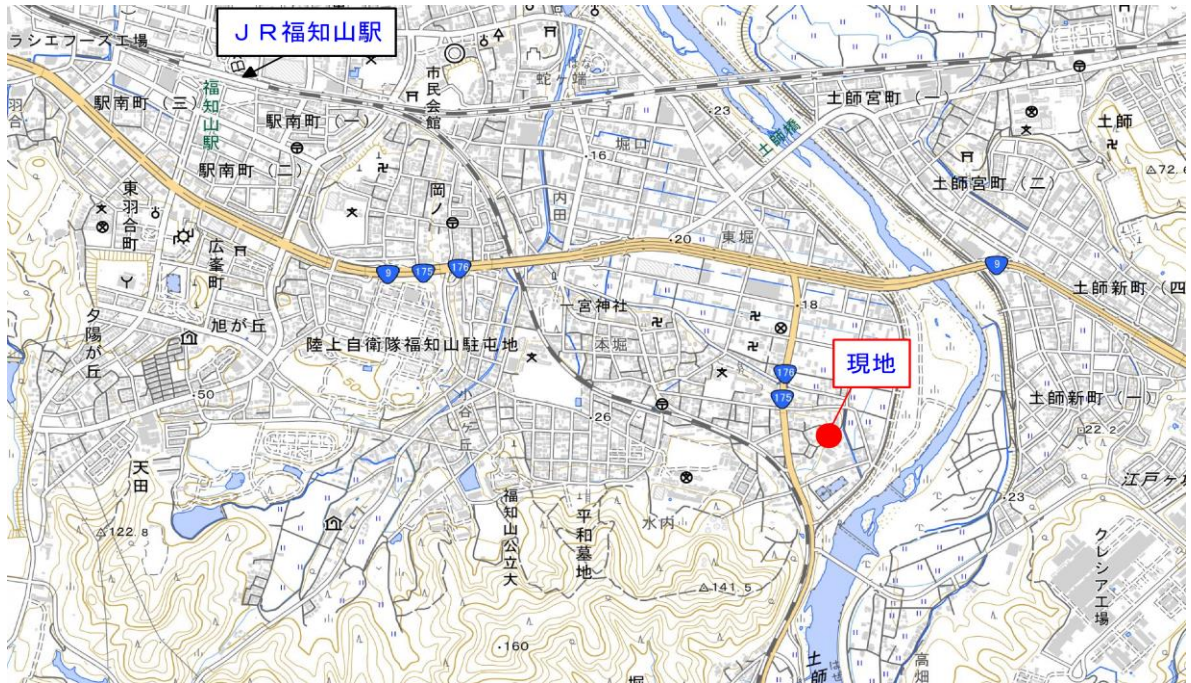 JR福知山駅
ラシエフーズ工場
福知山駅
駅南町(三)
駅南町(一)
駅南町(二)
市民会館
蛇ヶ端
堀口
16
23
土師橋
土師宮町(一)
土師
土師宮町(二)
72.6
羽合
東羽合町
広峯町
岡ノ
内田
東堀
20
9
175
176
9
18
土師新町(四
夕陽が丘
旭が丘
陸上自衛隊福知山駐屯地
一宮神社
本堀
現地
176
175
土師新町(一)
50
50
小谷ヶ丘
26
22.2
天田
122.8
福知山公立大
平和墓地
水内
23
江戸ヶ
クレシア工場
141.5
160
堀
土師
高畑